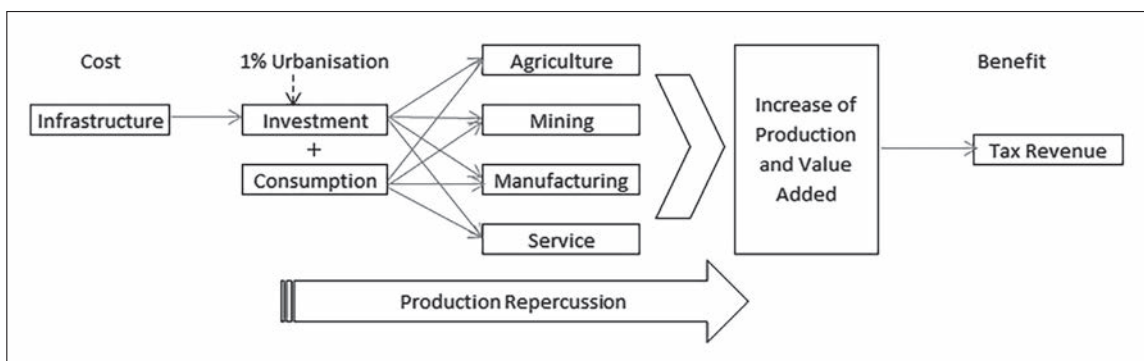 Cost
1% Urbanisation
Agriculture
Benefit
Infrastructure
Investment
Mining
+
Consumption
Manufacturing
Service
Increase of
Production
and Value
Added
Tax Revenue
Production Repercussion